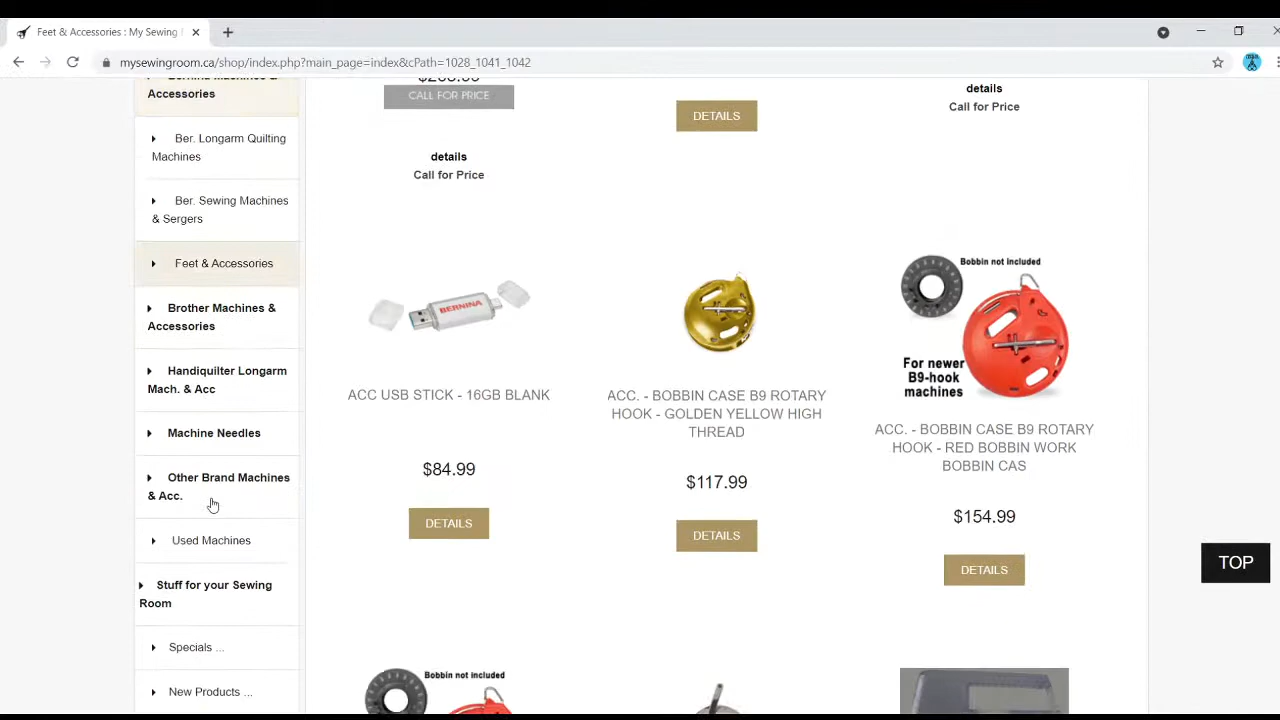 Feet & Accessories : My Sewing
mysewingroom.ca/shop/index.php?main_page=index&cPath=1028_1041_1042
Bernina Machines &
Accessories
Ber. Longarm Quilting
Machines
Ber. Sewing Machines
& Sergers
Feet & Accessories
Brother Machines &
Accessories
Handiquilter Longarm
Mach. & Acc
Machine Needles
Other Brand Machines
& Acc.
Used Machines
Stuff for your Sewing
Room
Specials ...
New Products ...
CALL FOR PRICE
details
Call for Price
DETAILS
details
Call for Price
BERNINA
ACC USB STICK - 16GB BLANK
$84.99
DETAILS
ACC. - BOBBIN CASE B9 ROTARY
HOOK - GOLDEN YELLOW HIGH
THREAD
$117.99
DETAILS
Bobbin not included
For newer
B9-hook
machines
ACC. - BOBBIN CASE B9 ROTARY
HOOK - RED BOBBIN WORK
BOBBIN CAS
$154.99
DETAILS
Bobbin not included
TOP